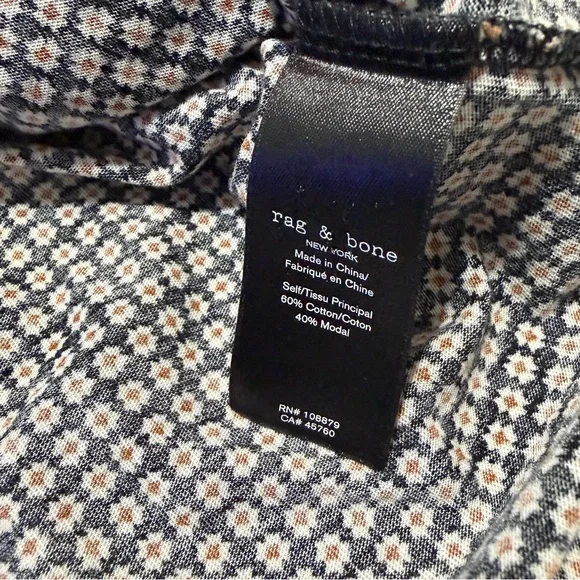 rag & bone
NEW YORK
Made in China/
Fabriqué en Chine
Self/Tissu Principal
60% Cotton/Coton
40% Modal
RN# 108879
CA# 45760